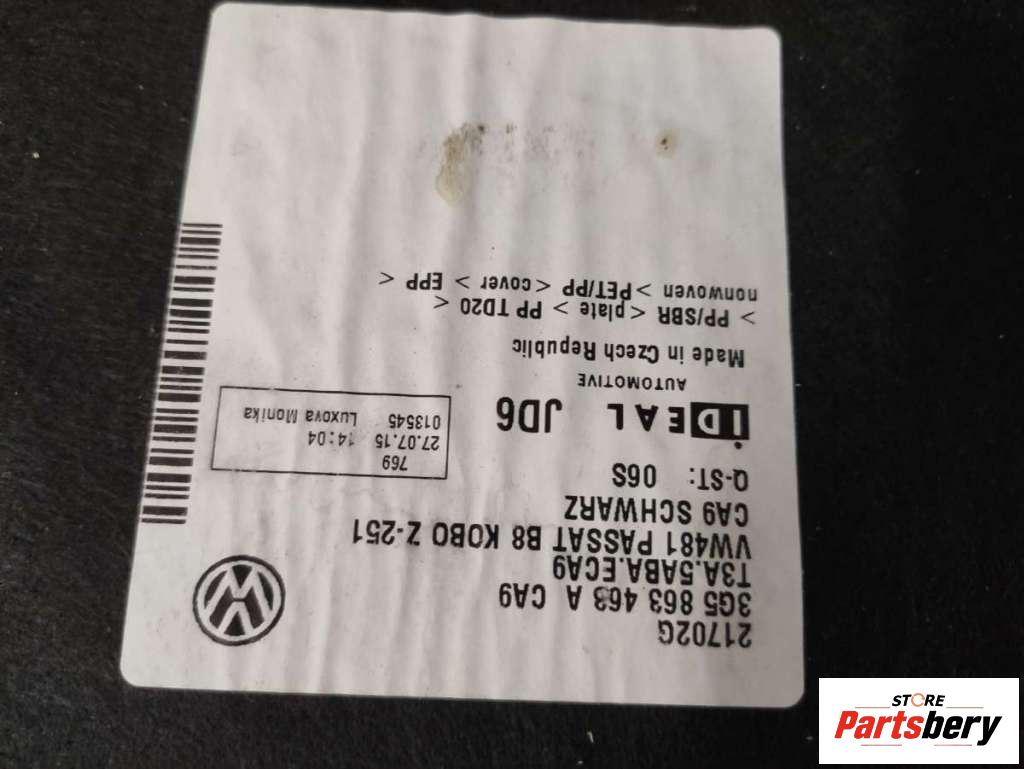 21702G
3G5 863 463 A CA9
T3A.5ABA.ECA9
VW481 PASSAT B8 KOBO Z-251
CA9 SCHWARZ
Q-ST: 06S
769
27.07.15 14:04
013545 Luxova Monika
iDEAL JD6
AUTOMOTIVE
Made in Czech Republic
> PP/SBR < plate > PP TD20 <
nonwoven > PET/PP < cover > EPP <
STORE
Partsbery